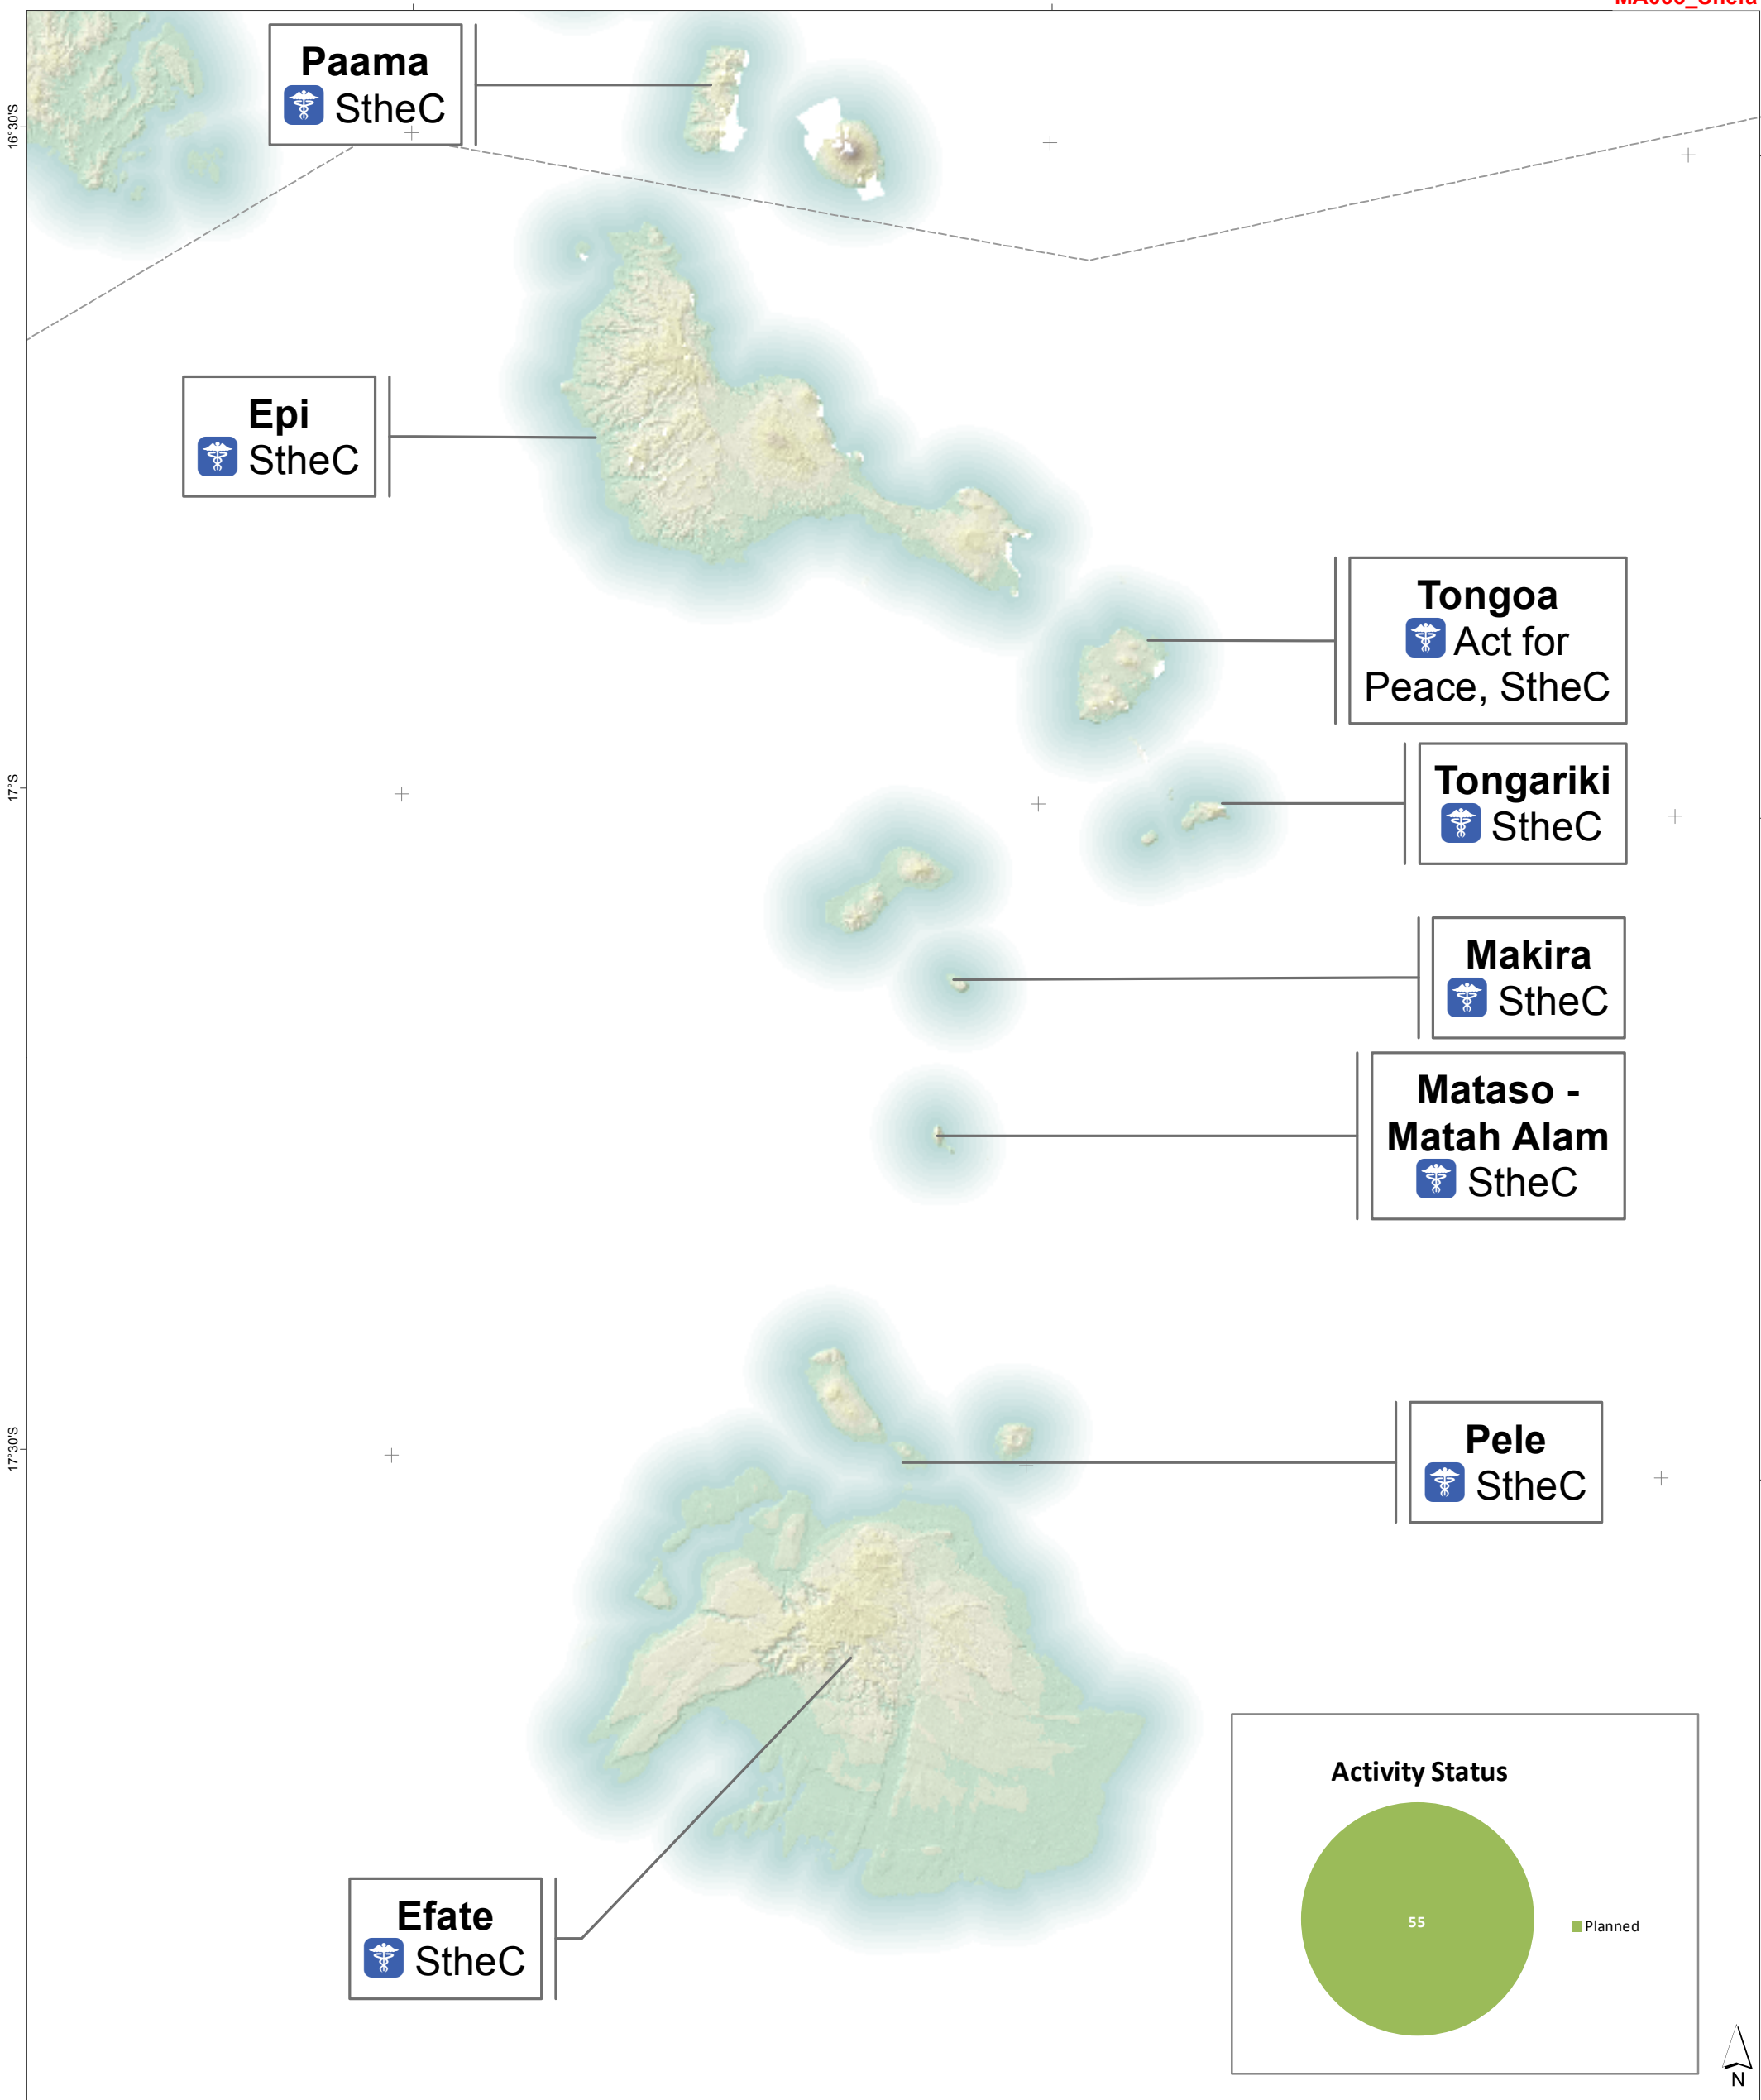 Paama
StheC
16°30'S
Epi
StheC
Tongoa
Act for
Peace, StheC
Tongariki
StheC
17°S
Makira
StheC
Mataso -
Matah Alam
StheC
Pele
StheC
17°30'S
Activity Status
55
Planned
Efate
StheC
N